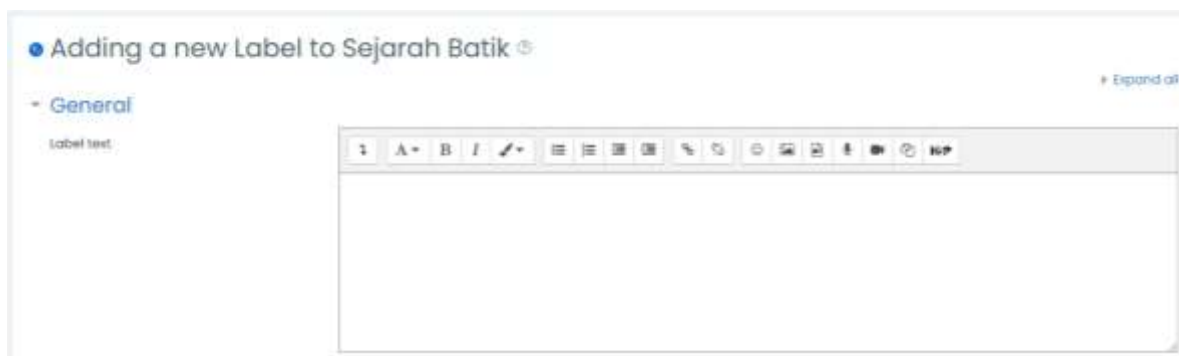 Adding a new Label to Sejarah Batik
Expand all
General
Label text
A B I H-P